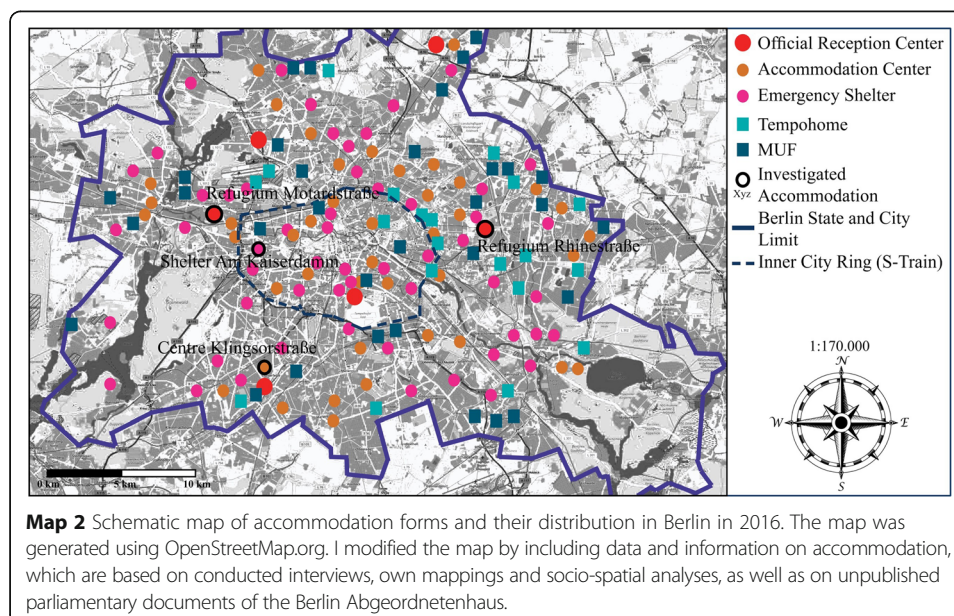 Official Reception Center
Accommodation Center
Emergency Shelter
Tempohome
MUF
Investigated
Xyz Accommodation
Berlin State and City
Limit
Inner City Ring (S-Train)
1:170.000
N
W
E
S
Refugium Motardstraße
Refugium Rhinestraße
Shelter Am Kaiserdamm
Centre Klingsorstraße
0 km 5 km 10 km
Map 2 Schematic map of accommodation forms and their distribution in Berlin in 2016. The map was
generated using OpenStreetMap.org. I modified the map by including data and information on accommodation,
which are based on conducted interviews, own mappings and socio-spatial analyses, as well as on unpublished
parliamentary documents of the Berlin Abgeordnetenhaus.